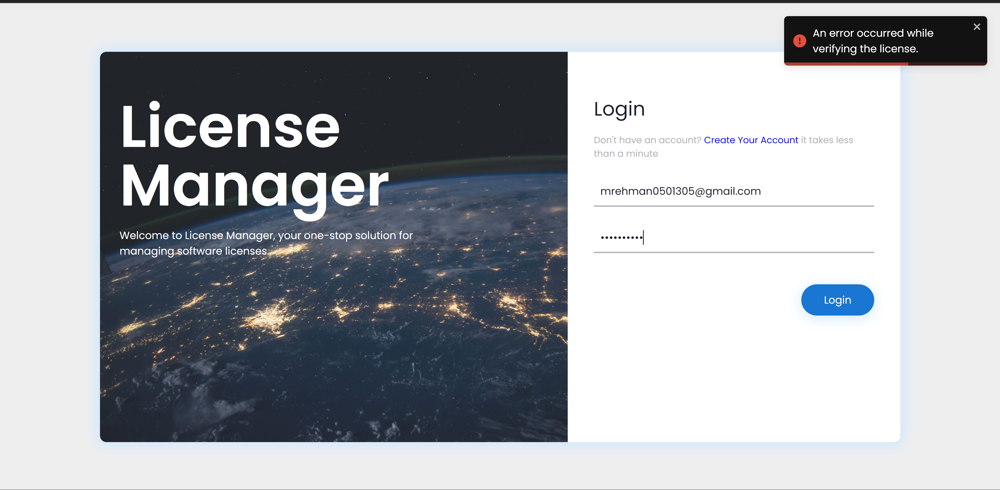 An error occurred while
verifying the license.
License
Manager
Welcome to License Manager, your one-stop solution for
managing software licenses.
Login
Don't have an account? Create Your Account it takes less
than a minute
mrehman0501305@gmail.com
••••••••••
Login